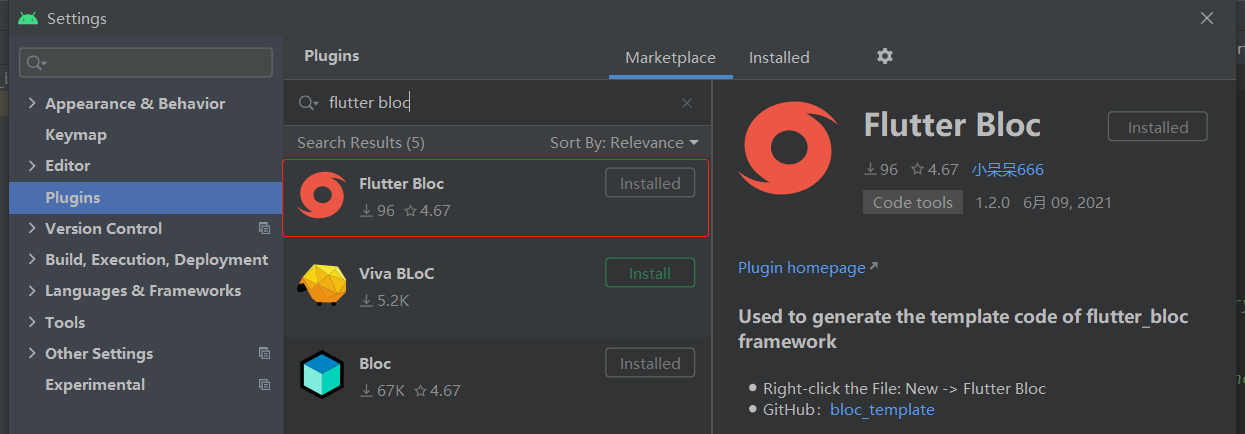 Settings
Plugins
Marketplace
Installed
Appearance & Behavior
Keymap
Editor
Plugins
Version Control
Build, Execution, Deployment
Languages & Frameworks
Tools
Other Settings
Experimental
flutter bloc
Search Results (5)
Sort By: Relevance
Flutter Bloc
Installed
96 4.67
Viva BLoC
Install
5.2K
Bloc
Installed
67K 4.67
Flutter Bloc
Installed
96 4.67 小呆呆666
Code tools 1.2.0 6月 09, 2021
Plugin homepage
Used to generate the template code of flutter_bloc
framework
Right-click the File: New -> Flutter Bloc
GitHub：bloc_template